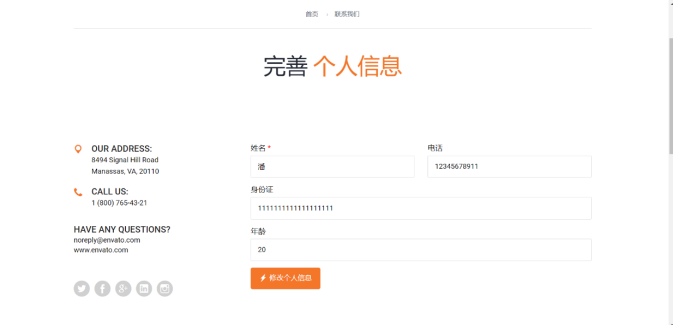 首页 › 联系我们
完善 个人信息
OUR ADDRESS:
8494 Signal Hill Road
Manassas, VA, 20110
CALL US:
1 (800) 765-43-21
HAVE ANY QUESTIONS?
noreply@envato.com
www.envato.com
姓名 *
潘
电话
12345678911
身份证
111111111111111111
年龄
20
修改个人信息